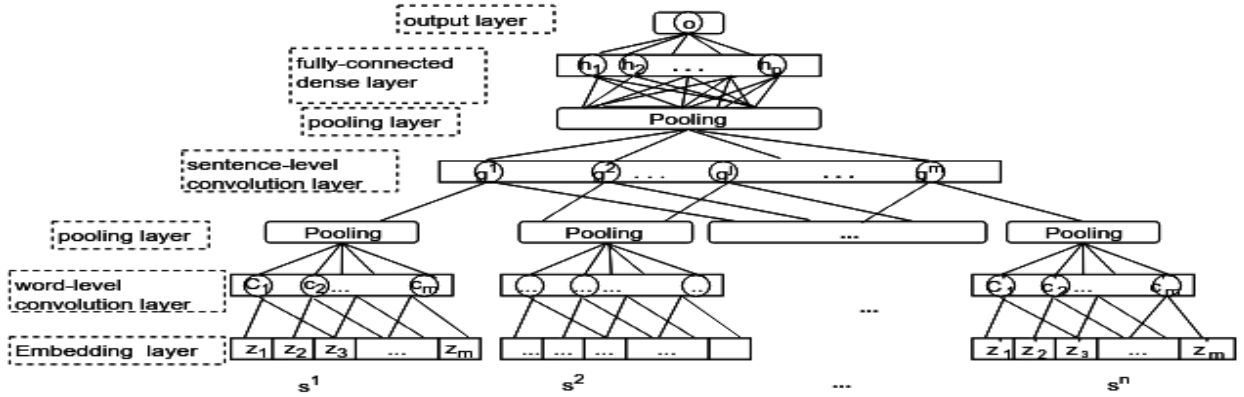 output layer
o
fully-connected
dense layer
h1 h2 ... hp
pooling layer
Pooling
sentence-level
convolution layer
g1 g2 ... gj ... gm
pooling layer
Pooling Pooling ... Pooling
word-level
convolution layer
C1 c2... cm ... ... ... ... ... C1 c2... cm
Embedding layer
z1 z2 z3 ... zm ... ... ... ... z1 z2 z3 ... zm
s1 s2 ... sn